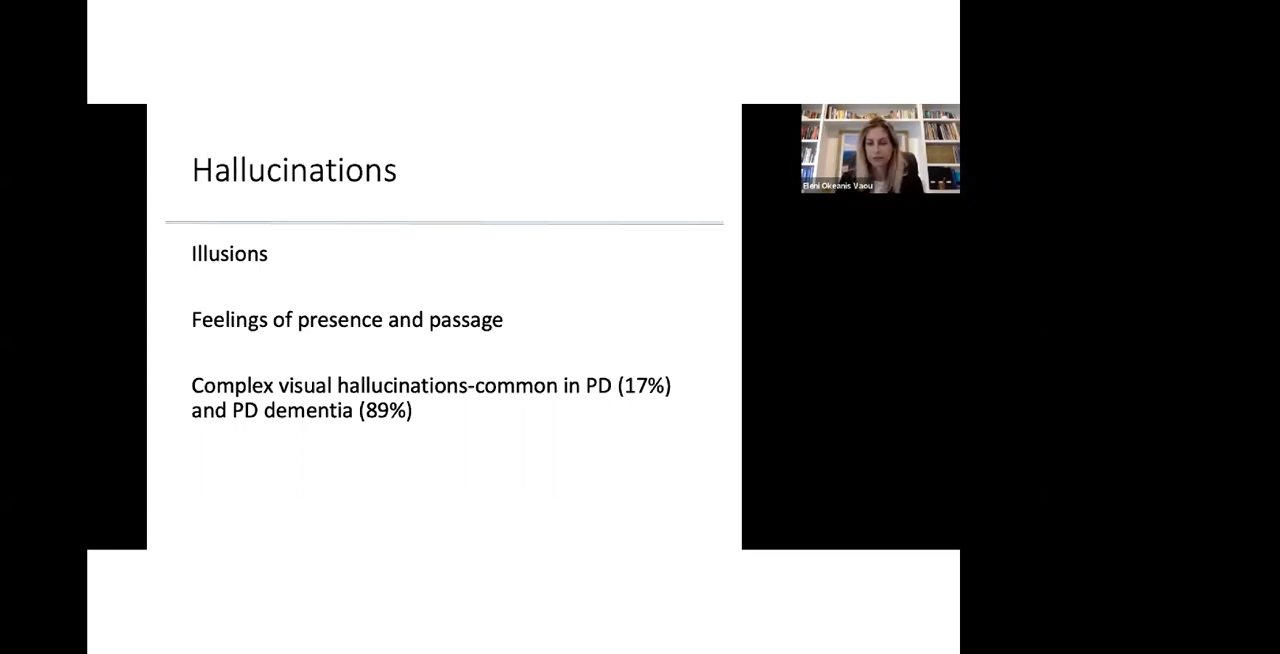 Hallucinations
Illusions
Feelings of presence and passage
Complex visual hallucinations-common in PD (17%)
and PD dementia (89%)
Eleni Okeanis Vaou